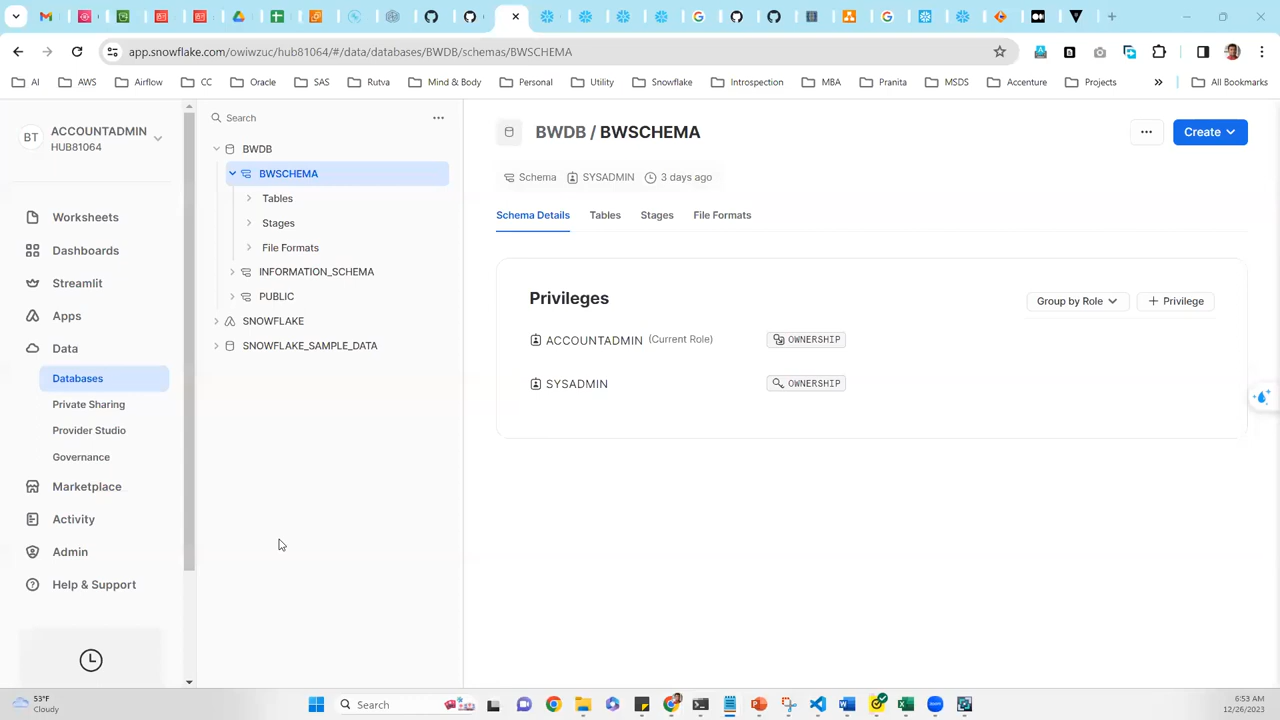 app.snowflake.com/owiwzuc/hub81064/#/data/databases/BWDB/schemas/BWSCHEMA
AI
AWS
Airflow
CC
Oracle
SAS
Rutva
Mind & Body
Personal
Utility
Snowflake
Introspection
MBA
Pranita
MSDS
Accenture
Projects
All Bookmarks
BT
ACCOUNTADMIN
HUB81064
Worksheets
Dashboards
Streamlit
Apps
Data
Databases
Private Sharing
Provider Studio
Governance
Marketplace
Activity
Admin
Help & Support
Search
BWDB
BWSCHEMA
Tables
Stages
File Formats
INFORMATION_SCHEMA
PUBLIC
SNOWFLAKE
SNOWFLAKE_SAMPLE_DATA
BWDB / BWSCHEMA
Create
Schema
SYSADMIN
3 days ago
Schema Details
Tables
Stages
File Formats
Privileges
Group by Role
+ Privilege
ACCOUNTADMIN (Current Role)
OWNERSHIP
SYSADMIN
OWNERSHIP
53°F
Cloudy
Search
6:53 AM
12/26/2023